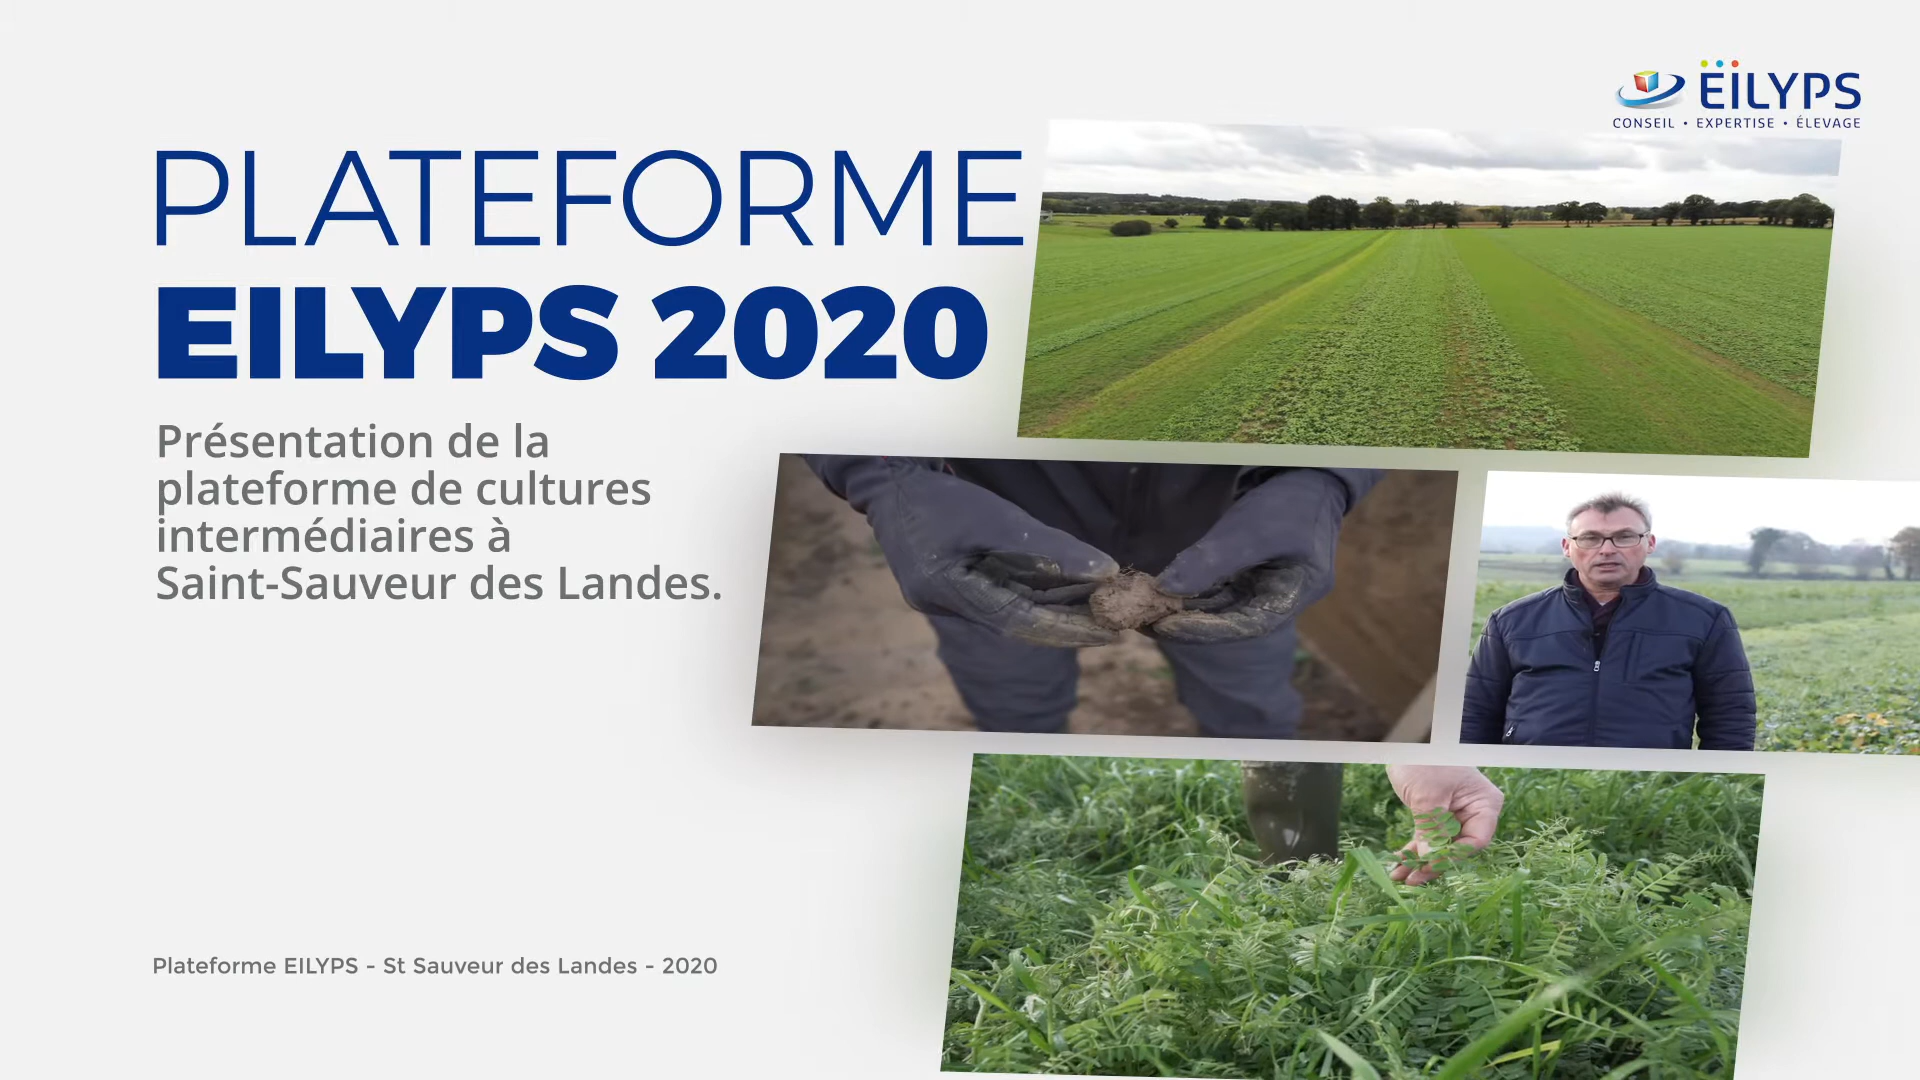 ËILYPS
CONSEIL • EXPERTISE • ÉLEVAGE
PLATEFORME
EILYPS 2020
Présentation de la
plateforme de cultures
intermédiaires à
Saint-Sauveur des Landes.
Plateforme EILYPS - St Sauveur des Landes - 2020